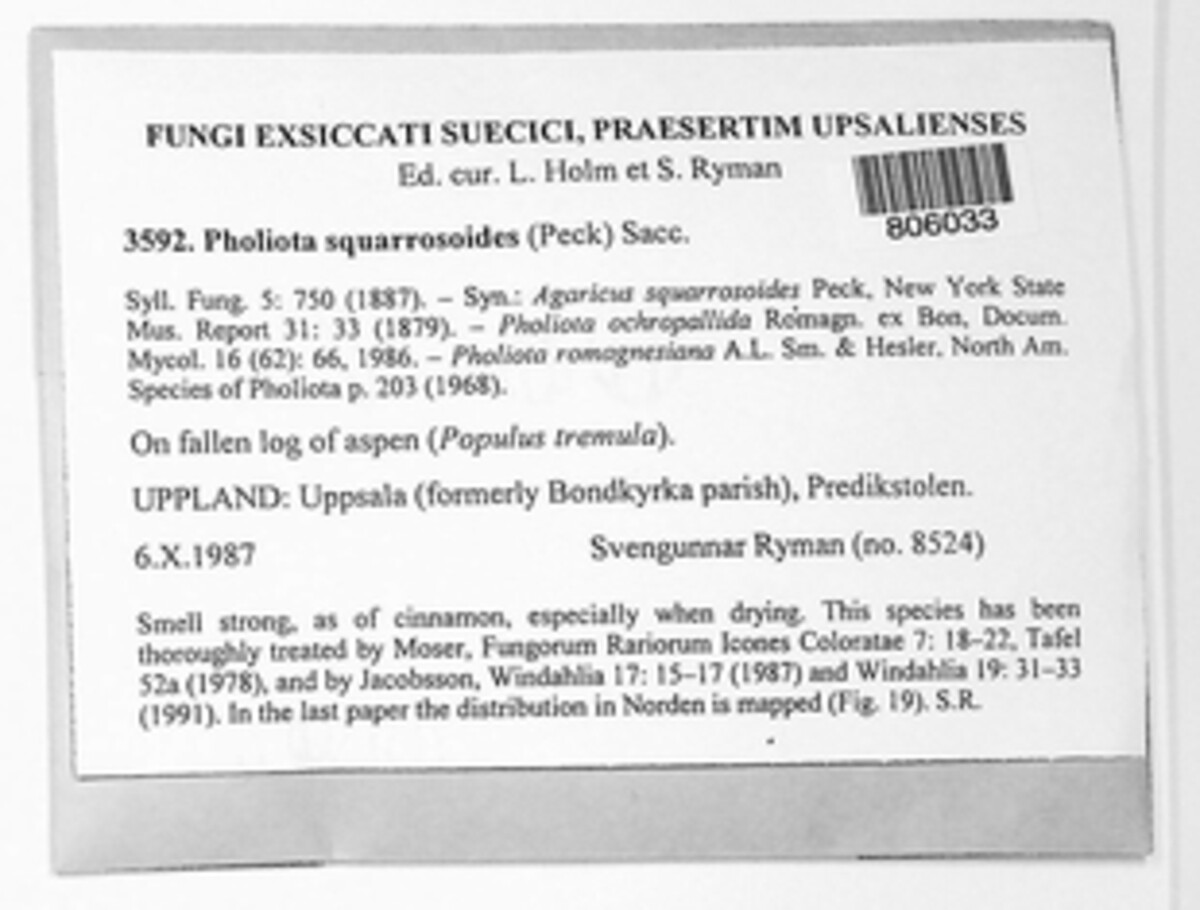 FUNGI EXSICCATI SUECICI, PRAESERTIM UPSALIENSES
Ed. cur. L. Holm et S. Ryman
806033
3592. Pholiota squarrosoides (Peck) Sacc.
Syll. Fung. 5: 750 (1887). – Syn.: Agaricus squarrosoides Peck, New York State
Mus. Report 31: 33 (1879). – Pholiota ochropallida Romagn. ex Bon, Docum.
Mycol. 16 (62): 66, 1986. – Pholiota romagnesiana A.L. Sm. & Hesler, North Am.
Species of Pholiota p. 203 (1968).
On fallen log of aspen (Populus tremula).
UPPLAND: Uppsala (formerly Bondkyrka parish), Predikstolen.
6.X.1987 Svengunnar Ryman (no. 8524)
Smell strong, as of cinnamon, especially when drying. This species has been
thoroughly treated by Moser, Fungorum Rariorum Icones Coloratae 7: 18–22, Tafel
52a (1978), and by Jacobsson, Windahlia 17: 15–17 (1987) and Windahlia 19: 31–33
(1991). In the last paper the distribution in Norden is mapped (Fig. 19). S.R.